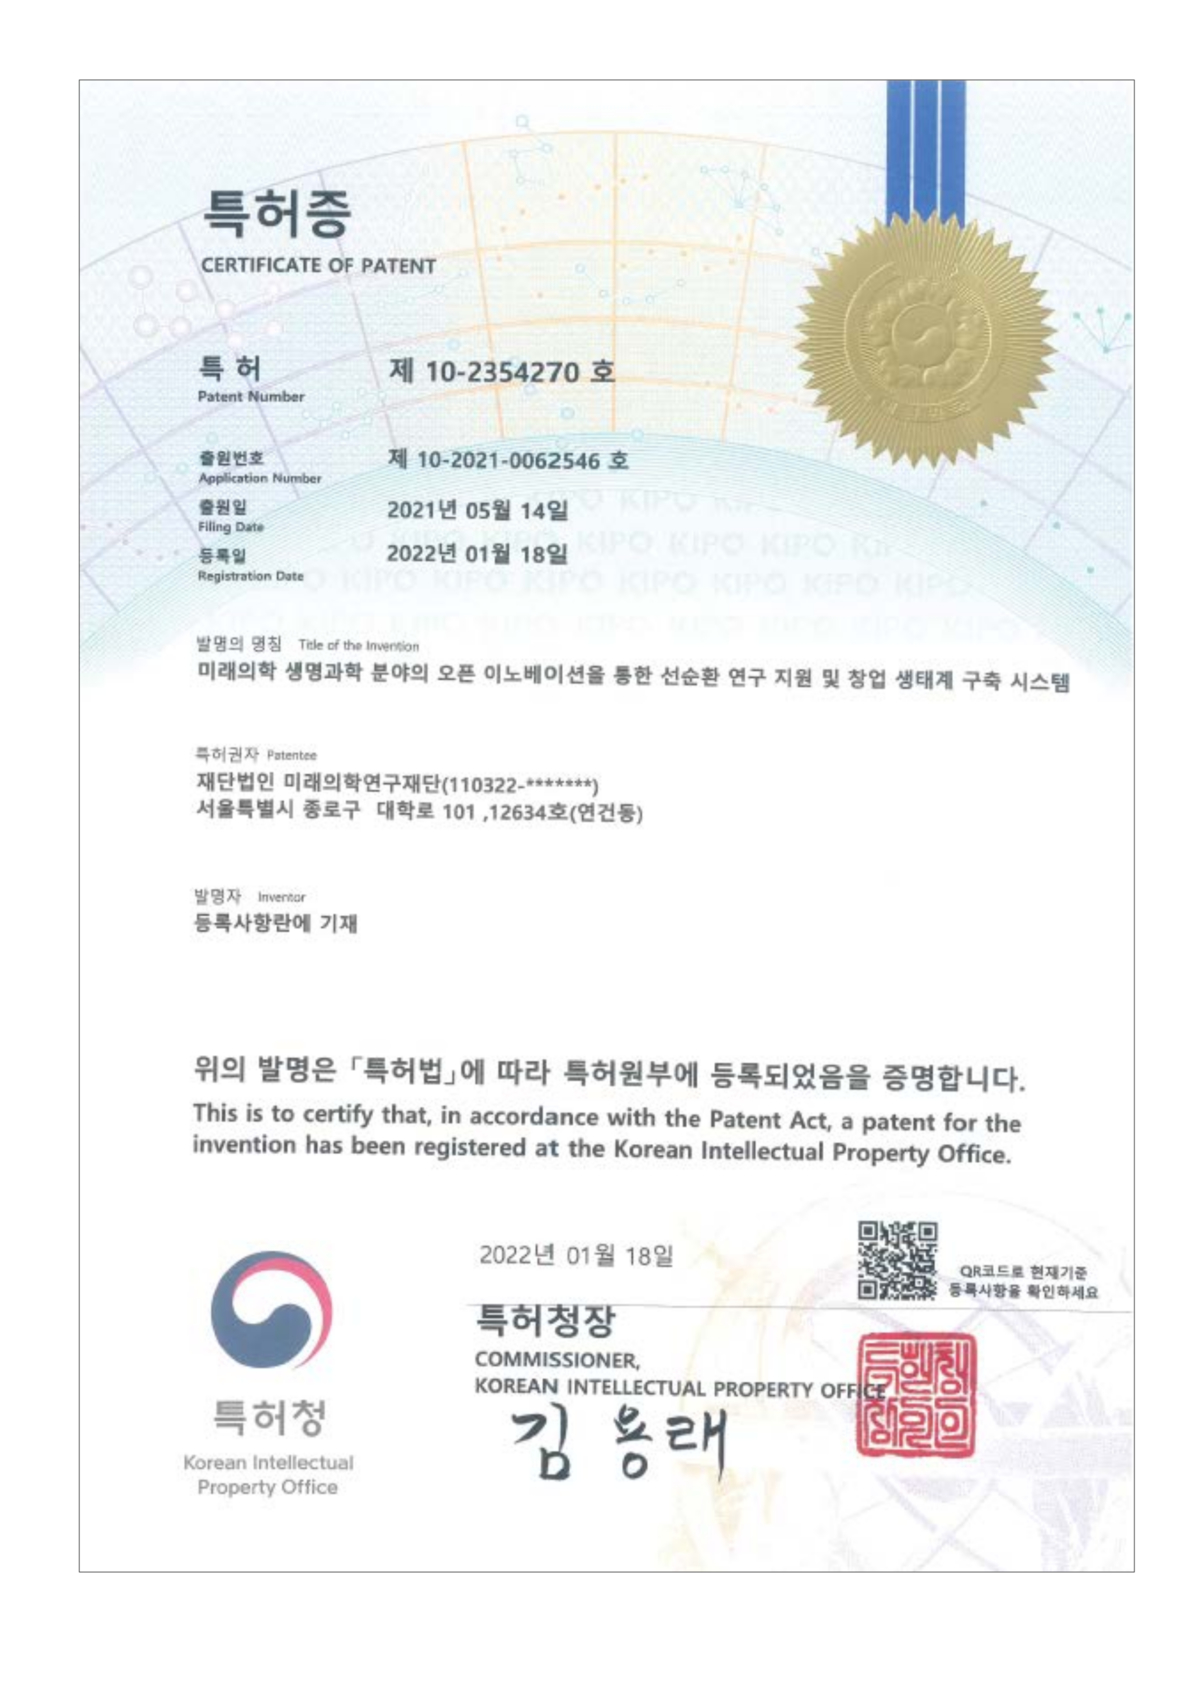 특허증
CERTIFICATE OF PATENT
특 허 제 10-2354270 호
Patent Number
출원번호 제 10-2021-0062546 호
Application Number
출원일 2021년 05월 14일
Filing Date
등록일 2022년 01월 18일
Registration Date
발명의 명칭 Title of the Invention
미래의학 생명과학 분야의 오픈 이노베이션을 통한 선순환 연구 지원 및 창업 생태계 구축 시스템
특허권자 Patentee
재단법인 미래의학연구재단(110322-*******)
서울특별시 종로구 대학로 101 ,12634호(연건동)
발명자 Inventor
등록사항란에 기재
위의 발명은 「특허법」에 따라 특허원부에 등록되었음을 증명합니다.
This is to certify that, in accordance with the Patent Act, a patent for the
invention has been registered at the Korean Intellectual Property Office.
2022년 01월 18일
QR코드로 현재기준
등록사항을 확인하세요
특허청장
COMMISSIONER,
KOREAN INTELLECTUAL PROPERTY OFFICE
김용래
특허청
Korean Intellectual
Property Office